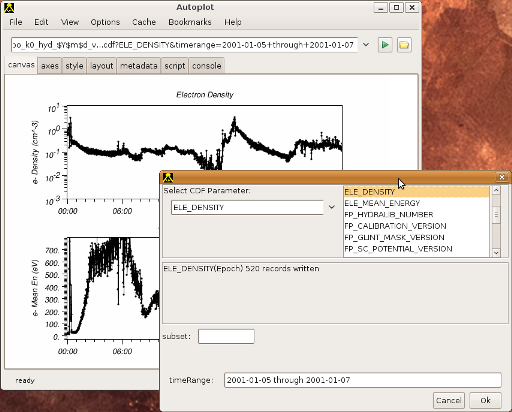 Autoplot
File Edit View Options Cache Bookmarks Help
po_k0_hyd_$Y$m$d_v...cdf?ELE_DENSITY&timerange=2001-01-05+through+2001-01-07
canvas axes style layout metadata script console
Electron Density
e- Density (cm^-3)
10^1
10^0
10^-1
10^-2
10^-3
00:00 06:00
e- Mean En (eV)
700.
600.
500.
400.
300.
200.
100.
0.
00:00 06:00
ready
Select CDF Parameter:
ELE_DENSITY
ELE_DENSITY
ELE_MEAN_ENERGY
FP_HYDRALIB_NUMBER
FP_CALIBRATION_VERSION
FP_GLINT_MASK_VERSION
FP_SC_POTENTIAL_VERSION
ELE_DENSITY(Epoch) 520 records written
subset:
timeRange: 2001-01-05 through 2001-01-07
Cancel Ok